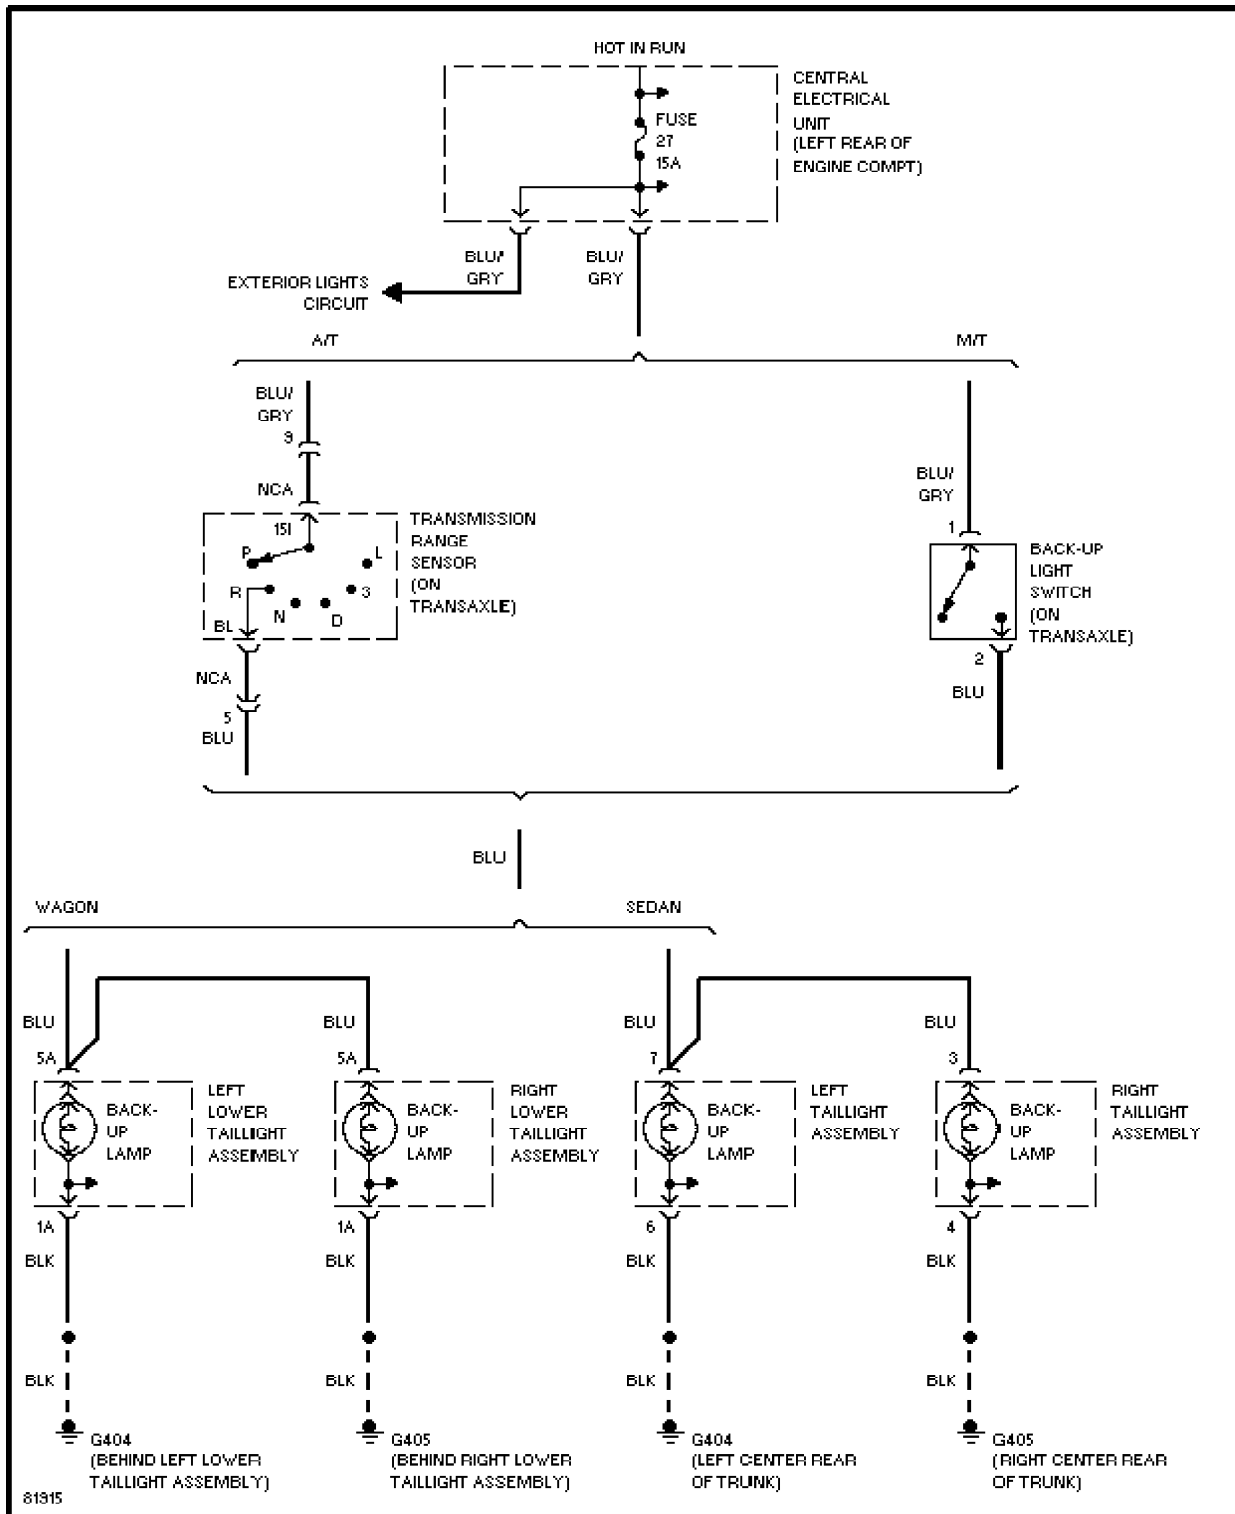 HOT IN RUN
CENTRAL
ELECTRICAL
UNIT
(LEFT REAR OF
ENGINE COMPT)
FUSE
27
15A
BLU/
GRY
BLU/
GRY
EXTERIOR LIGHTS
CIRCUIT
A/T
M/T
BLU/
GRY
9
NCA
BLU/
GRY
1
TRANSMISSION
RANGE
SENSOR
(ON
TRANSAXLE)
15I
P
L
R
3
N
D
BL
BACK-UP
LIGHT
SWITCH
(ON
TRANSAXLE)
NCA
5
BLU
2
BLU
BLU
WAGON
SEDAN
BLU
BLU
BLU
BLU
5A
5A
7
3
LEFT
LOWER
TAILLIGHT
ASSEMBLY
BACK-
UP
LAMP
RIGHT
LOWER
TAILLIGHT
ASSEMBLY
BACK-
UP
LAMP
LEFT
TAILLIGHT
ASSEMBLY
BACK-
UP
LAMP
RIGHT
TAILLIGHT
ASSEMBLY
BACK-
UP
LAMP
1A
1A
6
4
BLK
BLK
BLK
BLK
BLK
BLK
BLK
BLK
G404
(BEHIND LEFT LOWER
TAILLIGHT ASSEMBLY)
G405
(BEHIND RIGHT LOWER
TAILLIGHT ASSEMBLY)
G404
(LEFT CENTER REAR
OF TRUNK)
G405
(RIGHT CENTER REAR
OF TRUNK)
81915